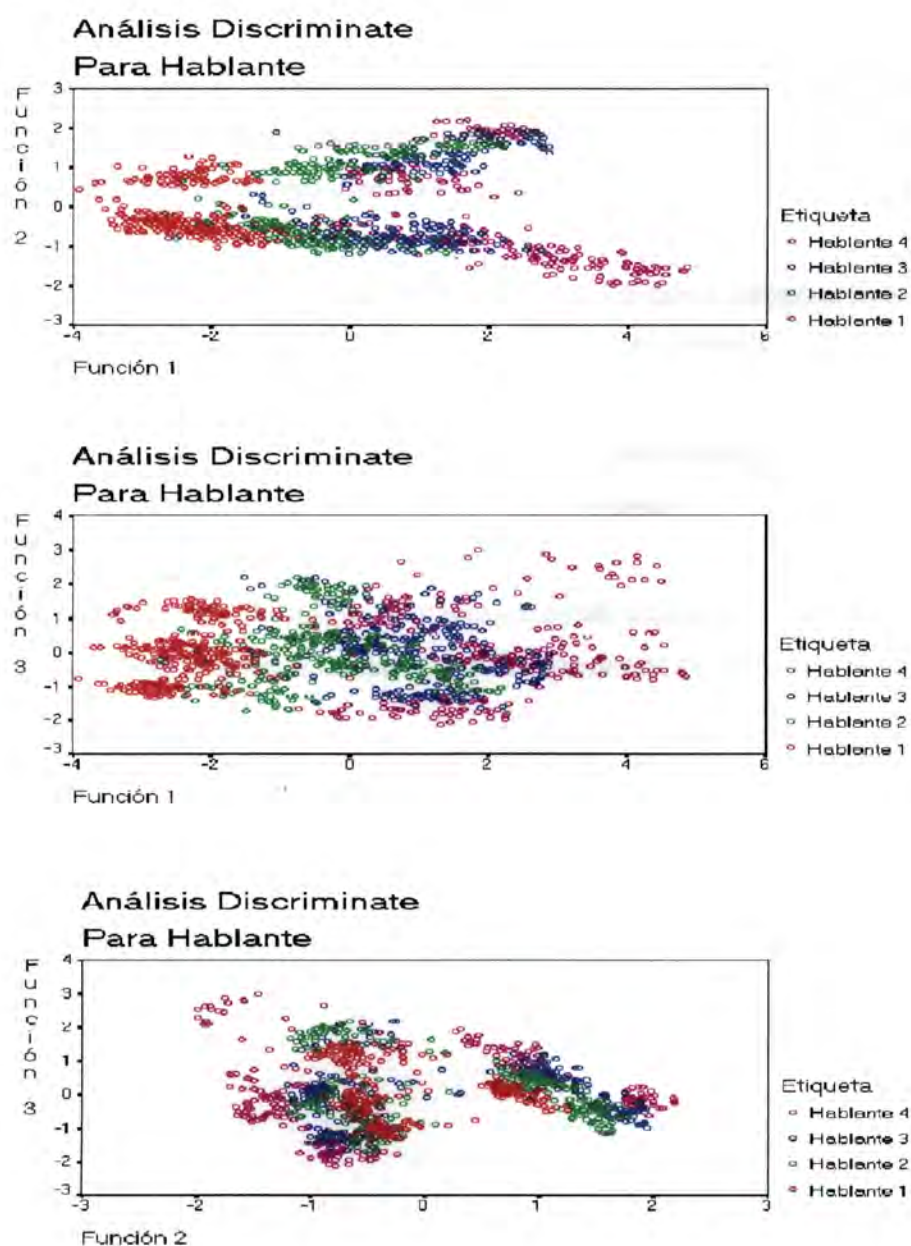 Análisis Discriminate
Para Hablante
Función 2
3
2
1
0
-1
-2
-3
-4
-2
0
2
4
6
Función 1
Etiqueta
Hablante 4
Hablante 3
Hablante 2
Hablante 1
Análisis Discriminate
Para Hablante
Función 3
4
3
2
1
0
-1
-2
-3
-4
-2
0
2
4
6
Función 1
Etiqueta
Hablante 4
Hablante 3
Hablante 2
Hablante 1
Análisis Discriminate
Para Hablante
Función 3
4
3
2
1
0
-1
-2
-3
-3
-2
-1
0
1
2
3
Función 2
Etiqueta
Hablante 4
Hablante 3
Hablante 2
Hablante 1